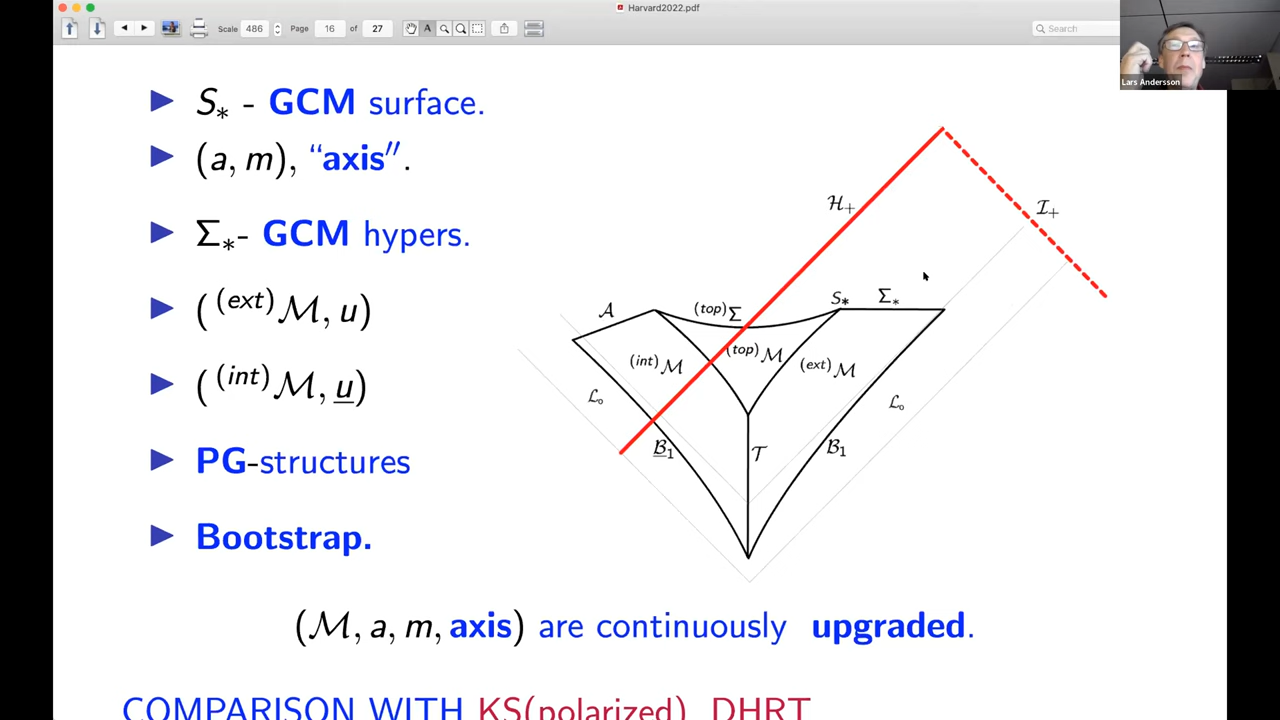 Harvard2022.pdf
Scale 486 Page 16 of 27 Search
Lars Andersson
▶ S∗ - GCM surface.
▶ (a, m), “axis”.
▶ Σ∗- GCM hypers.
▶ ( (ext)ℳ, u)
▶ ( (int)ℳ, u̲)
▶ PG-structures
▶ Bootstrap.
ℋ+
ℐ+
𝒜
(top)Σ
S∗
Σ∗
(int)ℳ
(top)ℳ
(ext)ℳ
ℒ₀
ℒ₀
ℬ̲1
𝒯
ℬ1
(ℳ, a, m, axis) are continuously upgraded.
COMPARISON WITH KS(polarized), DHRT